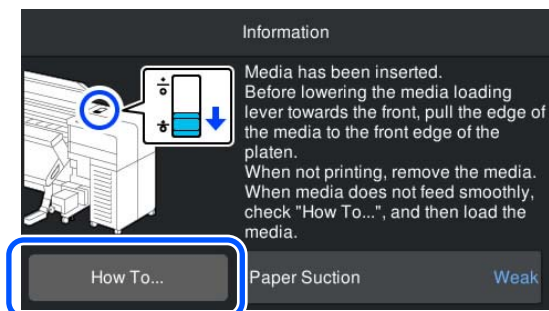 Information
Media has been inserted.
Before lowering the media loading
lever towards the front, pull the edge of
the media to the front edge of the
platen.
When not printing, remove the media.
When media does not feed smoothly,
check "How To...", and then load the
media.
How To...
Paper Suction
Weak